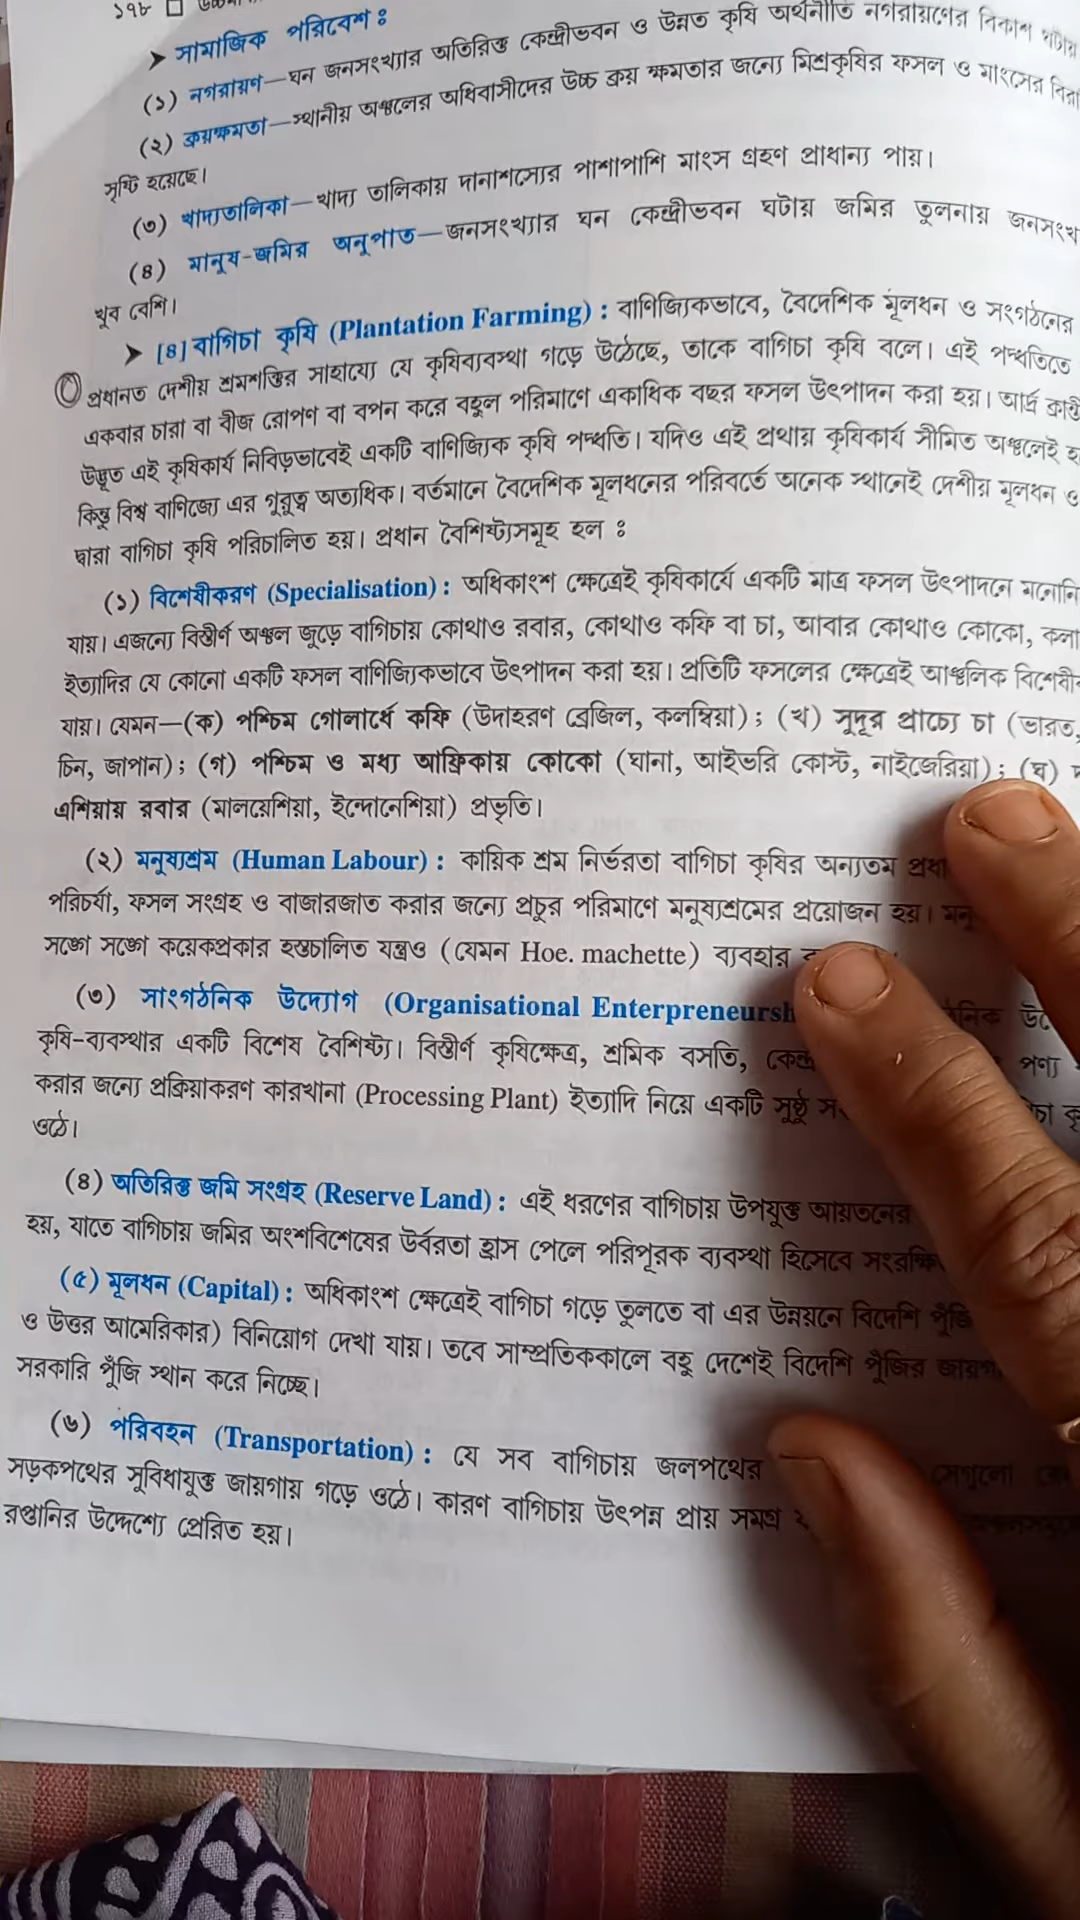 ১৭৮ □
➤ সামাজিক পরিবেশ ঃ
(১) নগরায়ণ—ঘন জনসংখ্যার অতিরিক্ত কেন্দ্রীভবন ও উন্নত কৃষি অর্থনীতি নগরায়ণের বিকাশ ঘটায়
(২) ক্রয়ক্ষমতা—স্থানীয় অঞ্চলের অধিবাসীদের উচ্চ ক্রয় ক্ষমতার জন্যে মিশ্রকৃষির ফসল ও মাংসের
সৃষ্টি হয়েছে।
(৩) খাদ্যতালিকা—খাদ্য তালিকায় দানাশস্যের পাশাপাশি মাংস গ্রহণ প্রাধান্য পায়।
(৪) মানুষ-জমির অনুপাত—জনসংখ্যার ঘন কেন্দ্রীভবন ঘটায় জমির তুলনায়
খুব বেশি।
➤ [8] বাগিচা কৃষি (Plantation Farming) : বাণিজ্যিকভাবে, বৈদেশিক মূলধন ও সংগঠনের
প্রধানত দেশীয় শ্রমশক্তির সাহায্যে যে কৃষিব্যবস্থা গড়ে উঠেছে, তাকে বাগিচা কৃষি বলে। এই পদ্ধতিতে
একবার চারা বা বীজ রোপণ বা বপন করে বহুল পরিমাণে একাধিক বছর ফসল উৎপাদন করা হয়। আর্দ্র
উদ্ভূত এই কৃষিকার্য নিবিড়ভাবেই একটি বাণিজ্যিক কৃষি পদ্ধতি। যদিও এই প্রথায় কৃষিকার্য সীমিত অঞ্চলেই
কিন্তু বিশ্ব বাণিজ্যে এর গুরুত্ব অত্যধিক। বর্তমানে বৈদেশিক মূলধনের পরিবর্তে অনেক স্থানেই দেশীয় মূলধন ও
দ্বারা বাগিচা কৃষি পরিচালিত হয়। প্রধান বৈশিষ্ট্যসমূহ হল ঃ
(১) বিশেষীকরণ (Specialisation) : অধিকাংশ ক্ষেত্রেই কৃষিকার্যে একটি মাত্র ফসল উৎপাদনে
যায়। এজন্যে বিস্তীর্ণ অঞ্চল জুড়ে বাগিচায় কোথাও রবার, কোথাও কফি বা চা, আবার কোথাও কোকো, কলা
ইত্যাদির যে কোনো একটি ফসল বাণিজ্যিকভাবে উৎপাদন করা হয়। প্রতিটি ফসলের ক্ষেত্রেই আঞ্চলিক
যায়। যেমন—(ক) পশ্চিম গোলার্ধে কফি (উদাহরণ ব্রেজিল, কলম্বিয়া); (খ) সুদূর প্রাচ্যে চা (ভারত,
চিন, জাপান); (গ) পশ্চিম ও মধ্য আফ্রিকায় কোকো (ঘানা, আইভরি কোস্ট, নাইজেরিয়া); (ঘ)
এশিয়ায় রবার (মালয়েশিয়া, ইন্দোনেশিয়া) প্রভৃতি।
(২) মনুষ্যশ্রম (Human Labour) : কায়িক শ্রম নির্ভরতা বাগিচা কৃষির অন্যতম
পরিচর্যা, ফসল সংগ্রহ ও বাজারজাত করার জন্যে প্রচুর পরিমাণে মনুষ্যশ্রমের প্রয়োজন হয়।
সঙ্গে সঙ্গে কয়েকপ্রকার হস্তচালিত যন্ত্রও (যেমন Hoe. machette) ব্যবহার
(৩) সাংগঠনিক উদ্যোগ (Organisational Enterpreneursh
কৃষি-ব্যবস্থার একটি বিশেষ বৈশিষ্ট্য। বিস্তীর্ণ কৃষিক্ষেত্র, শ্রমিক বসতি, পণ্য
করার জন্যে প্রক্রিয়াকরণ কারখানা (Processing Plant) ইত্যাদি নিয়ে একটি সুষ্ঠু
ওঠে।
(৪) অতিরিক্ত জমি সংগ্রহ (Reserve Land) : এই ধরণের বাগিচায় উপযুক্ত আয়তনের
হয়, যাতে বাগিচায় জমির অংশবিশেষের উর্বরতা হ্রাস পেলে পরিপূরক ব্যবস্থা হিসেবে
(৫) মূলধন (Capital) : অধিকাংশ ক্ষেত্রেই বাগিচা গড়ে তুলতে বা এর উন্নয়নে বিদেশি
ও উত্তর আমেরিকার) বিনিয়োগ দেখা যায়। তবে সাম্প্রতিককালে বহু দেশেই বিদেশি পুঁজির
সরকারি পুঁজি স্থান করে নিচ্ছে।
(৬) পরিবহন (Transportation) : যে সব বাগিচায় জলপথের সেগুলো
সড়কপথের সুবিধাযুক্ত জায়গায় গড়ে ওঠে। কারণ বাগিচায় উৎপন্ন প্রায় সমগ্র
রপ্তানির উদ্দেশ্যে প্রেরিত হয়।